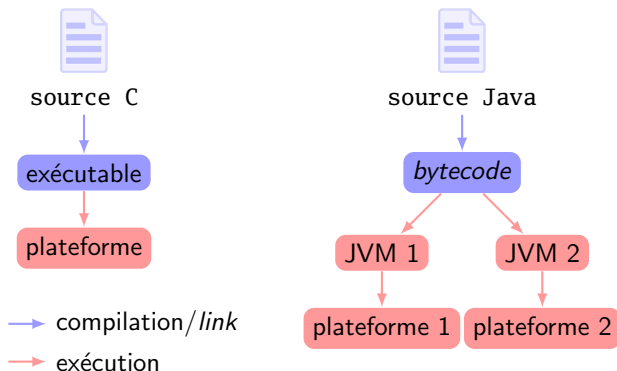 source C
source Java
exécutable
bytecode
plateforme
JVM 1
JVM 2
plateforme 1
plateforme 2
compilation/link
exécution